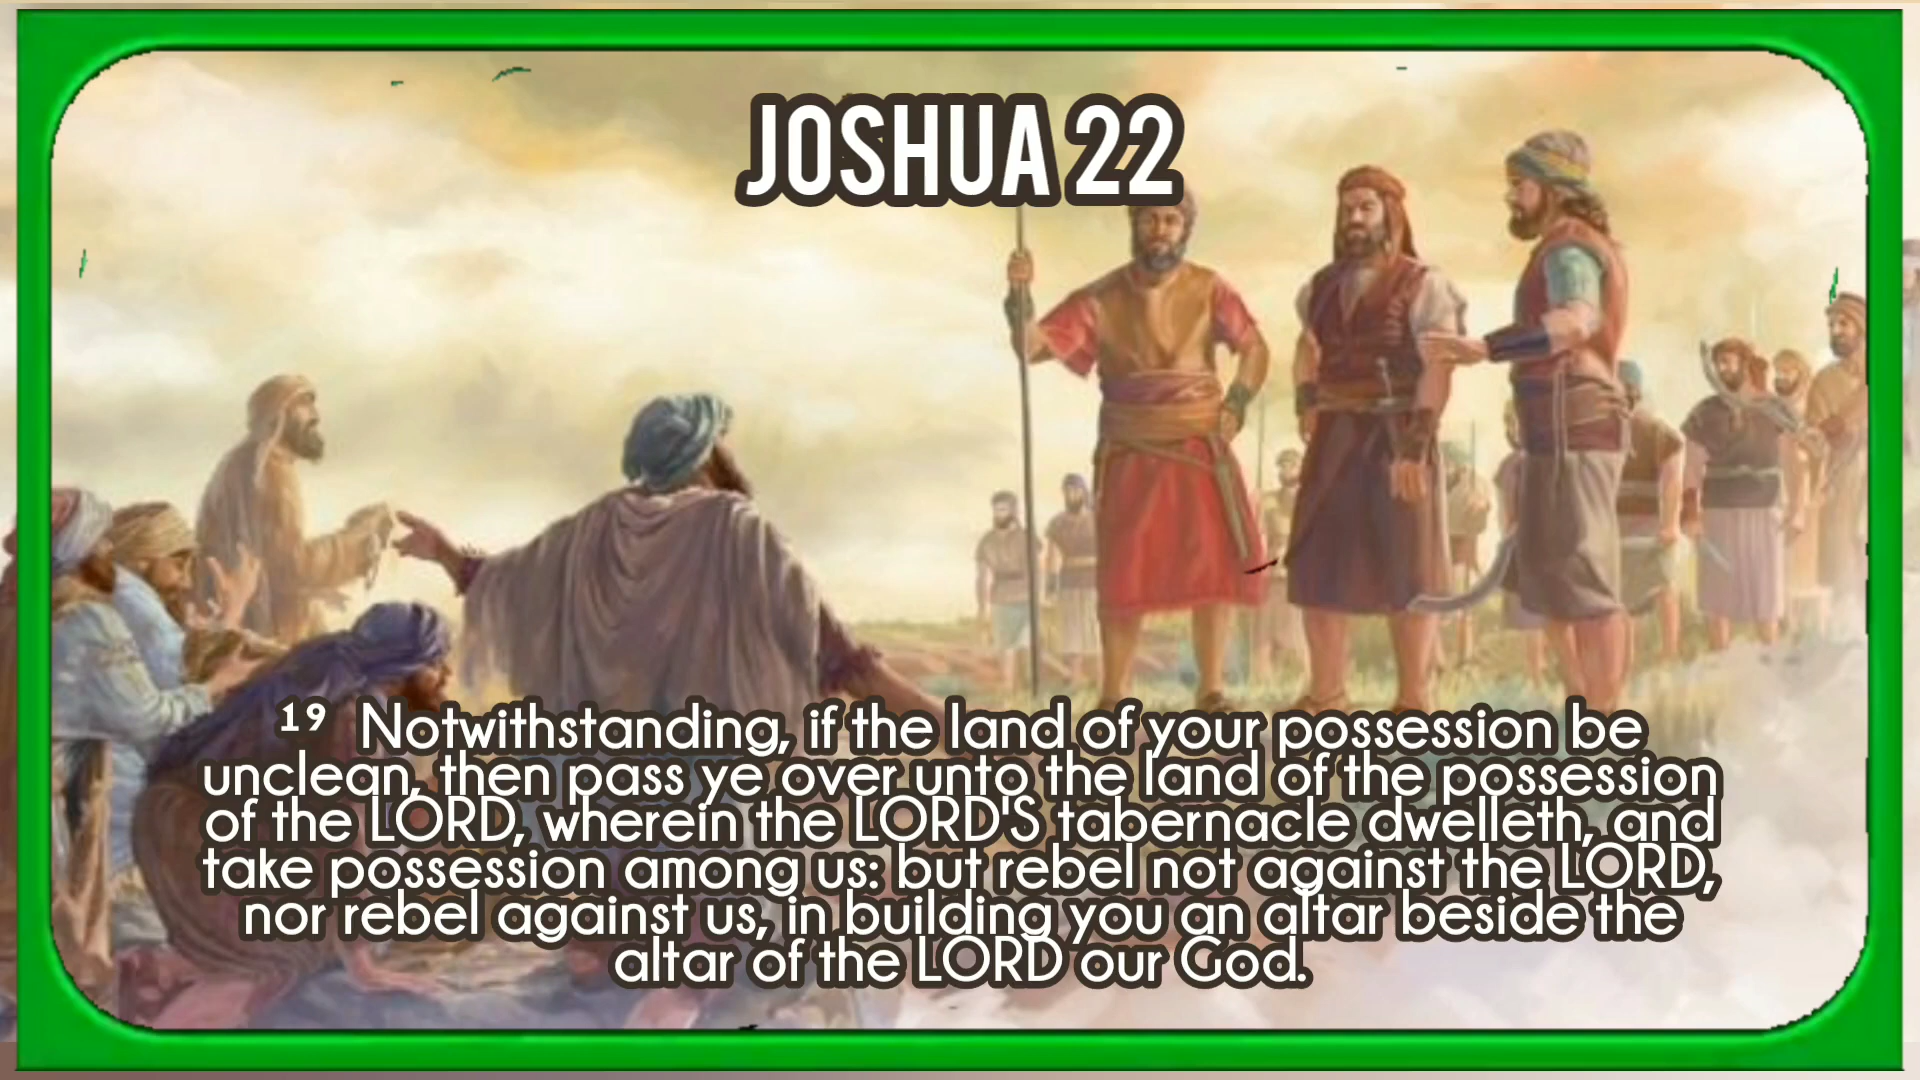 JOSHUA 22
19 Notwithstanding, if the land of your possession be
unclean, then pass ye over unto the land of the possession
of the LORD, wherein the LORD'S tabernacle dwelleth, and
take possession among us: but rebel not against the LORD,
nor rebel against us, in building you an altar beside the
altar of the LORD our God.